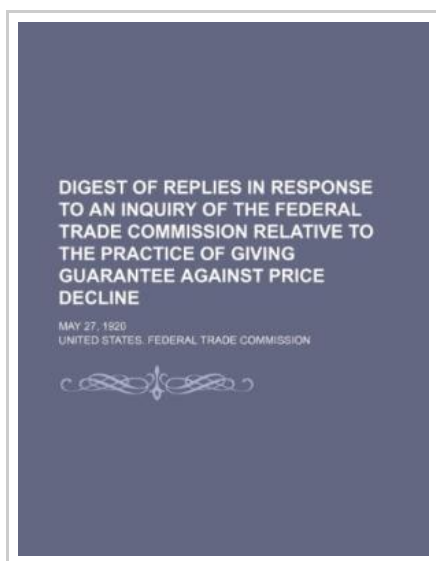 DIGEST OF REPLIES IN RESPONSE
TO AN INQUIRY OF THE FEDERAL
TRADE COMMISSION RELATIVE TO
THE PRACTICE OF GIVING
GUARANTEE AGAINST PRICE
DECLINE
MAY 27, 1920
UNITED STATES. FEDERAL TRADE COMMISSION